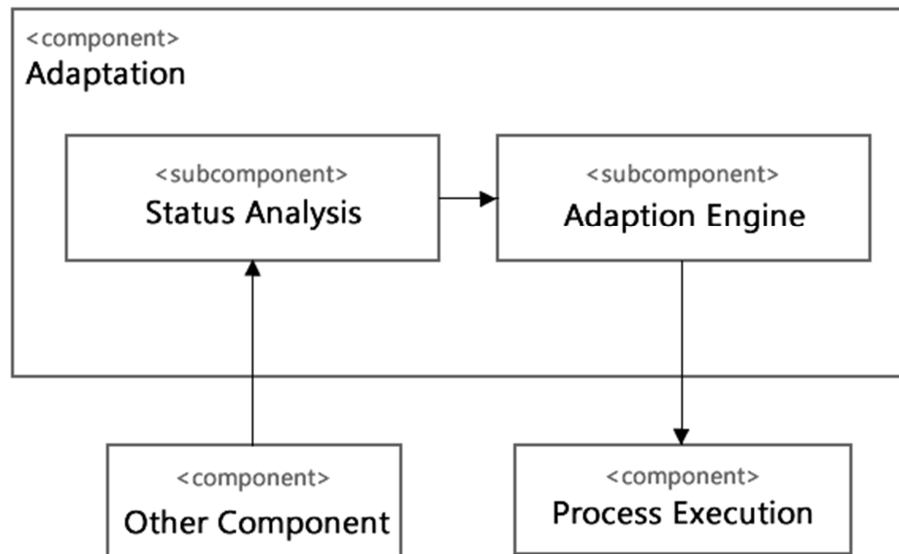 <component>
Adaptation
<subcomponent>
Status Analysis
<subcomponent>
Adaption Engine
<component>
Other Component
<component>
Process Execution